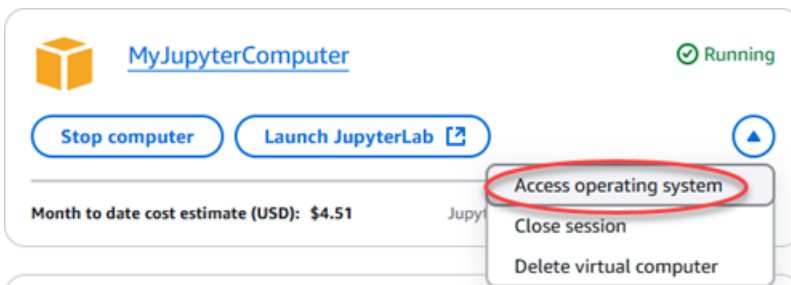 MyJupyterComputer
Running
Stop computer
Launch JupyterLab
Access operating system
Month to date cost estimate (USD): $4.51
Close session
Delete virtual computer